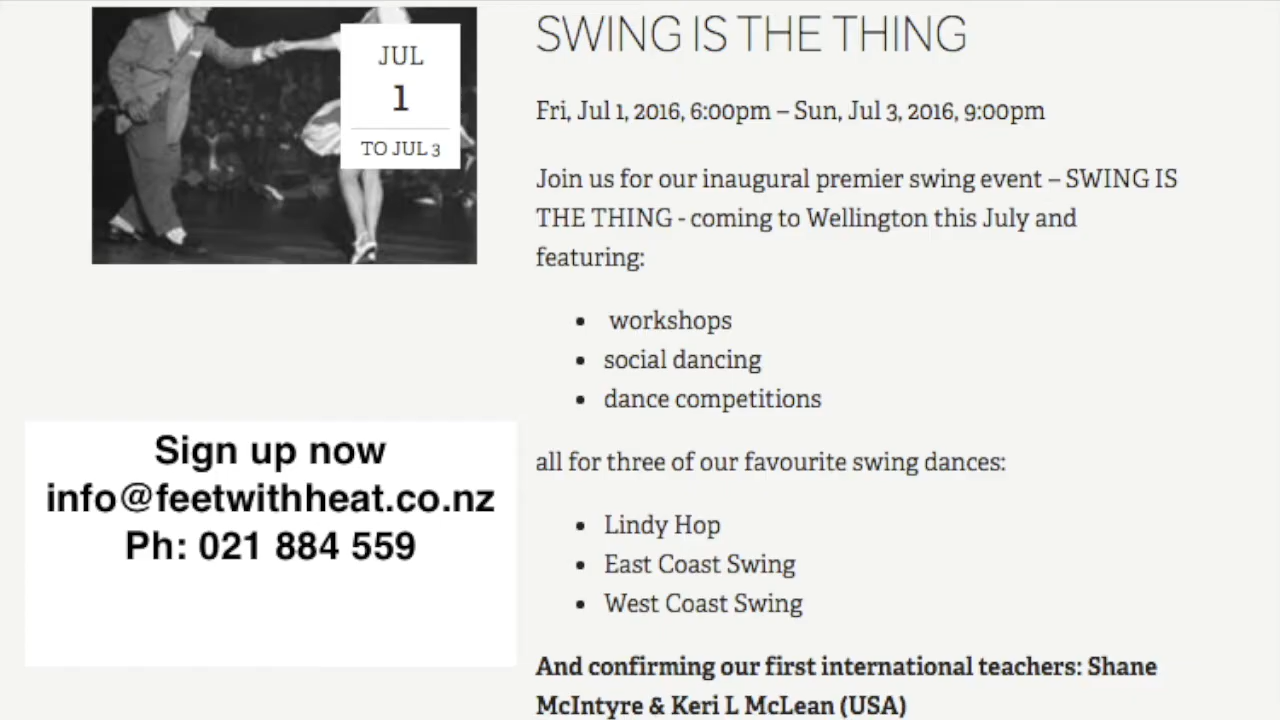 JUL
1
TO JUL 3
SWING IS THE THING
Fri, Jul 1, 2016, 6:00pm – Sun, Jul 3, 2016, 9:00pm
Join us for our inaugural premier swing event – SWING IS
THE THING - coming to Wellington this July and
featuring:
• workshops
• social dancing
• dance competitions
all for three of our favourite swing dances:
• Lindy Hop
• East Coast Swing
• West Coast Swing
And confirming our first international teachers: Shane
McIntyre & Keri L McLean (USA)
Sign up now
info@feetwithheat.co.nz
Ph: 021 884 559